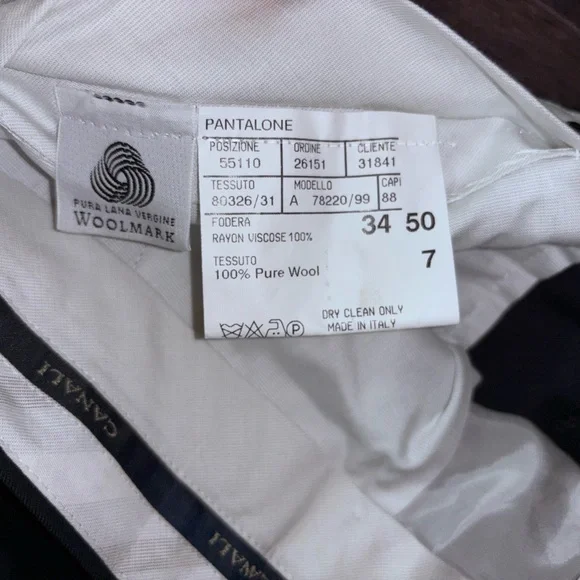 PURA LANA VERGINE
WOOLMARK
PANTALONE
POSIZIONE ORDINE CLIENTE
55110 26151 31841
TESSUTO MODELLO CAPI
80326/31 A 78220/99 88
FODERA 34 50
RAYON VISCOSE 100%
TESSUTO 7
100% Pure Wool
P
DRY CLEAN ONLY
MADE IN ITALY
CANALI
CANALI